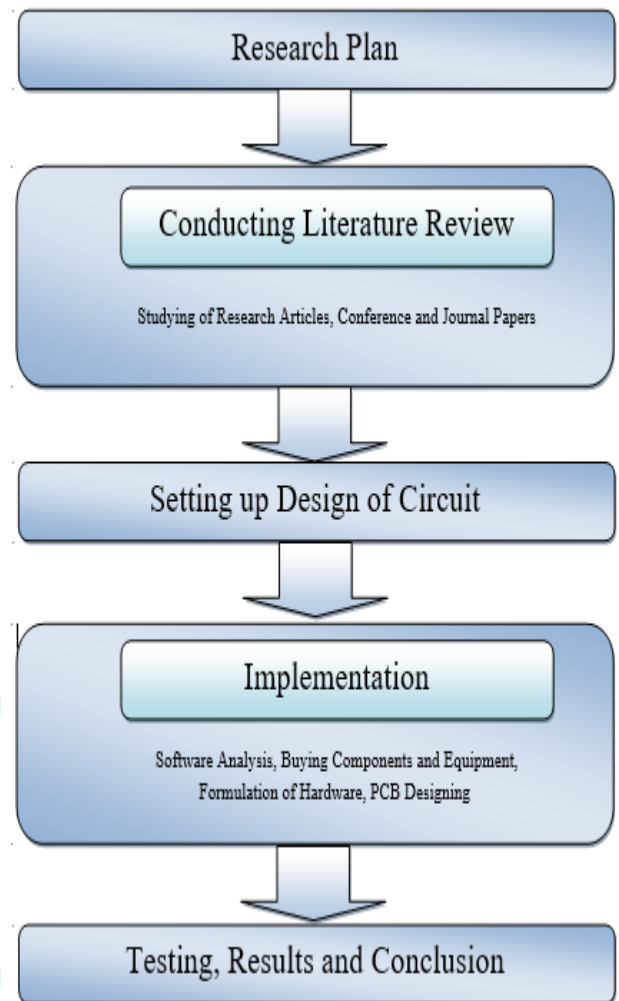 Research Plan
Conducting Literature Review
Studying of Research Articles, Conference and Journal Papers
Setting up Design of Circuit
Implementation
Software Analysis, Buying Components and Equipment,
Formulation of Hardware, PCB Designing
Testing, Results and Conclusion